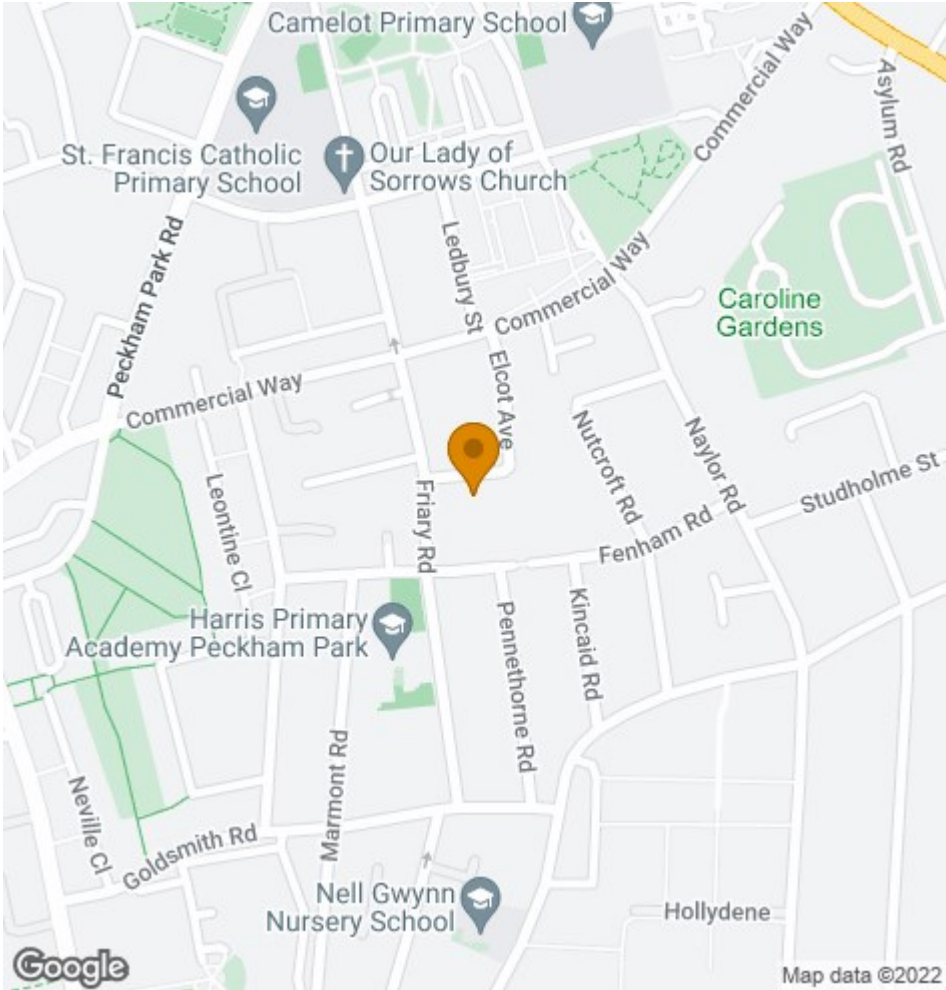 Camelot Primary School
Commercial Way
Asylum Rd
St. Francis Catholic
Primary School
Our Lady of
Sorrows Church
Peckham Park Rd
Ledbury St
Commercial Way
Caroline
Gardens
Elcot Ave
Commercial Way
Nutcroft Rd
Naylor Rd
Leontine Cl
Friary Rd
Studholme St
Fenham Rd
Harris Primary
Academy Peckham Park
Pennethorne Rd
Kincaid Rd
Marmont Rd
Neville Cl
Goldsmith Rd
Nell Gwynn
Nursery School
Hollydene
Google
Map data ©2022